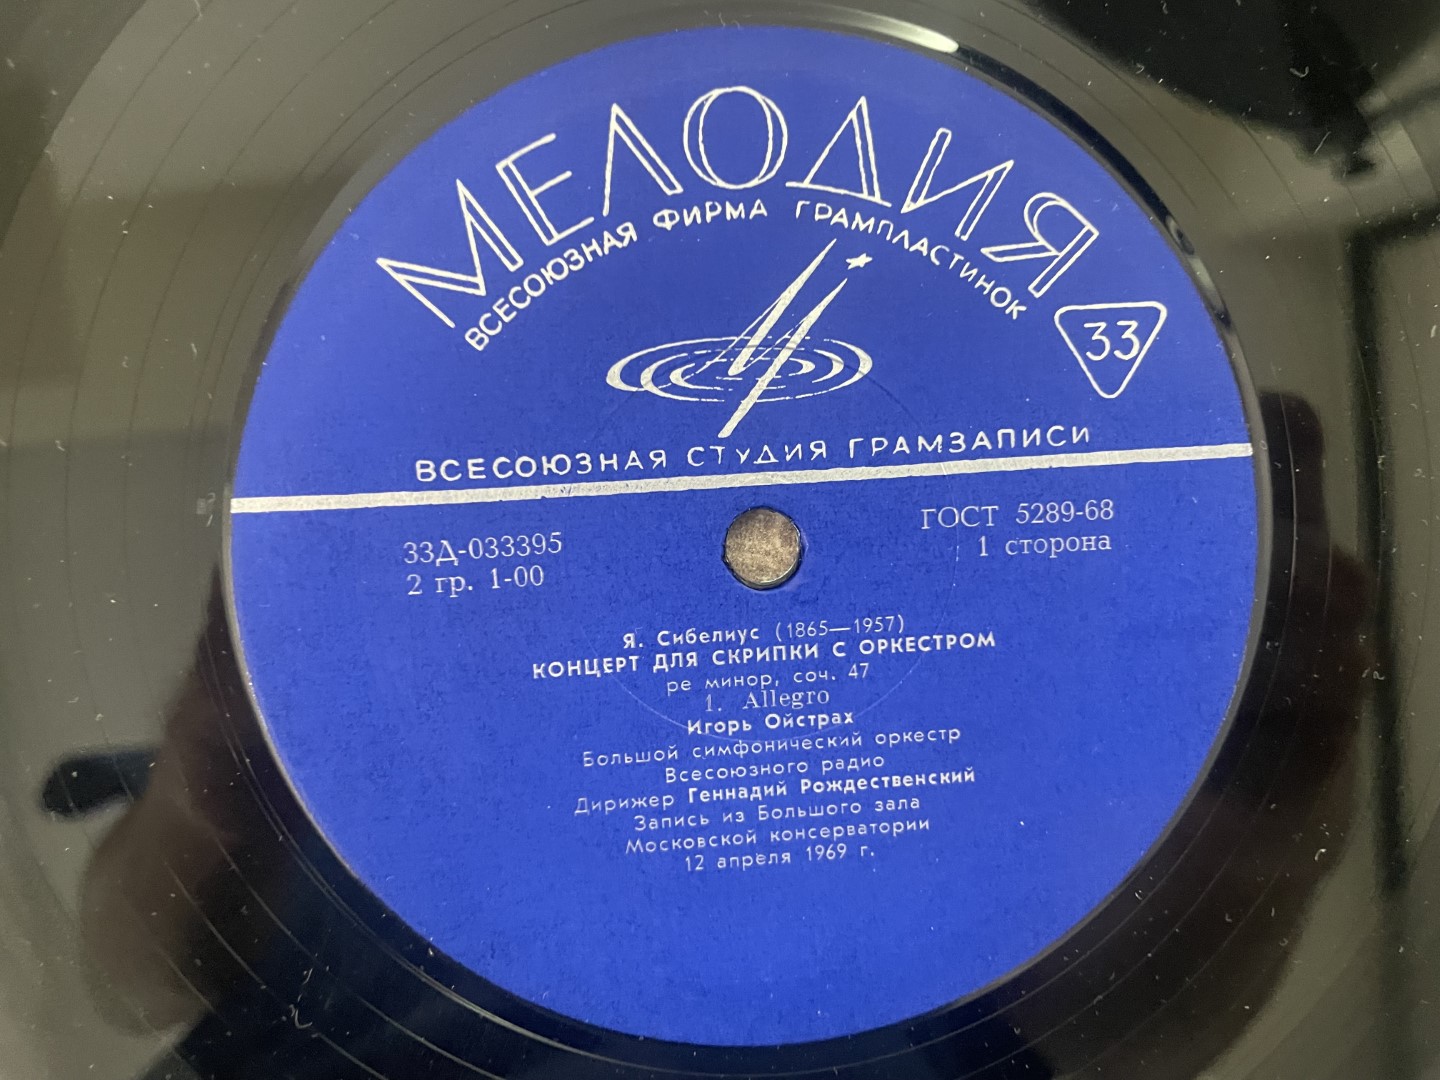 МЕЛОДИЯ
ВСЕСОЮЗНАЯ ФИРМА ГРАМПЛАСТИНОК
33
ВСЕСОЮЗНАЯ СТУДИЯ ГРАМЗАПИСИ
33Д-033395
2 гр. 1-00
ГОСТ 5289-68
1 сторона
Я. Сибелиус (1865—1957)
КОНЦЕРТ ДЛЯ СКРИПКИ С ОРКЕСТРОМ
ре минор, соч. 47
1. Allegro
Игорь Ойстрах
Большой симфонический оркестр
Всесоюзного радио
Дирижер Геннадий Рождественский
Запись из Большого зала
Московской консерватории
12 апреля 1969 г.